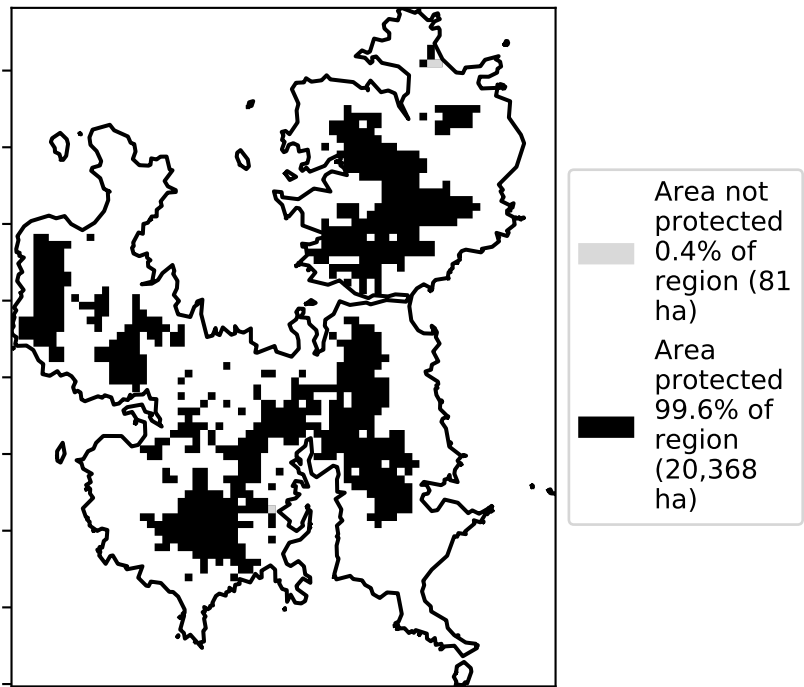 Area not
protected
0.4% of
region (81
ha)
Area
protected
99.6% of
region
(20,368
ha)